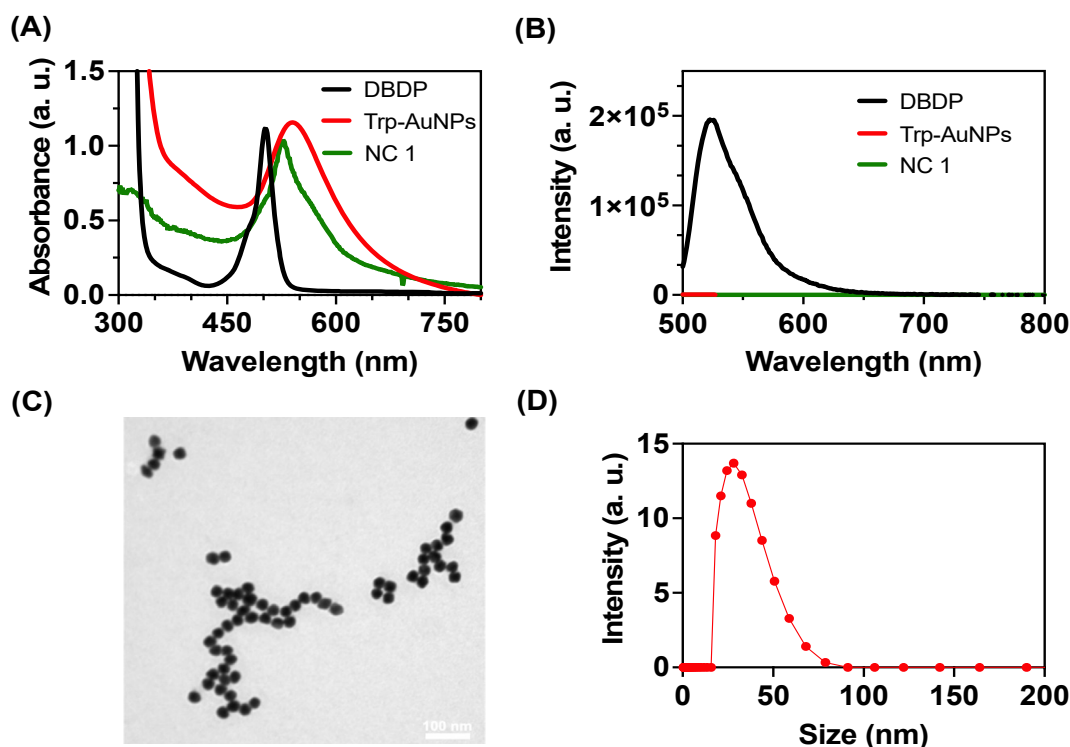 (A)
Absorbance (a. u.)
1.5
1.0
0.5
0.0
300
450
600
750
Wavelength (nm)
DBDP
Trp-AuNPs
NC 1
(B)
Intensity (a. u.)
2×10⁵
1×10⁵
0
500
600
700
800
Wavelength (nm)
DBDP
Trp-AuNPs
NC 1
(C)
100 nm
(D)
Intensity (a. u.)
15
10
5
0
0
50
100
150
200
Size (nm)